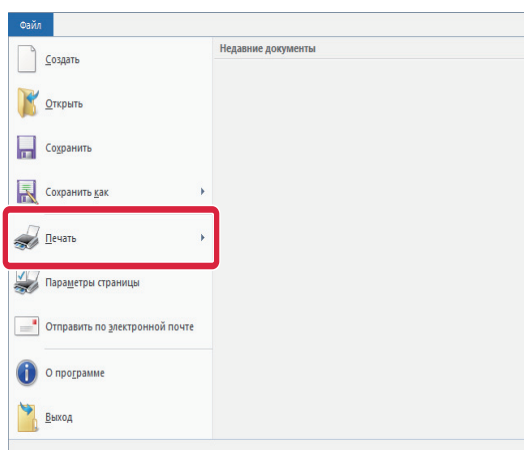 Файл
Недавние документы
Создать
Открыть
Сохранить
Сохранить как
Печать
Параметры страницы
Отправить по электронной почте
О программе
Выход